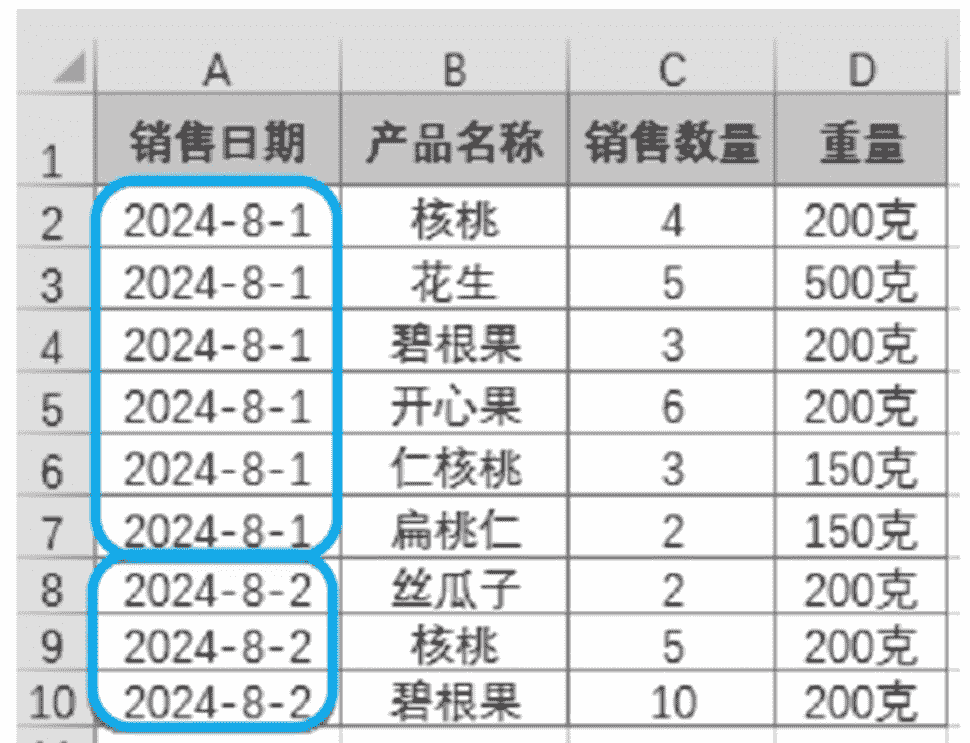 A B C D
1 销售日期 产品名称 销售数量 重量
2 2024-8-1 核桃 4 200克
3 2024-8-1 花生 5 500克
4 2024-8-1 碧根果 3 200克
5 2024-8-1 开心果 6 200克
6 2024-8-1 仁核桃 3 150克
7 2024-8-1 扁桃仁 2 150克
8 2024-8-2 丝瓜子 2 200克
9 2024-8-2 核桃 5 200克
10 2024-8-2 碧根果 10 200克